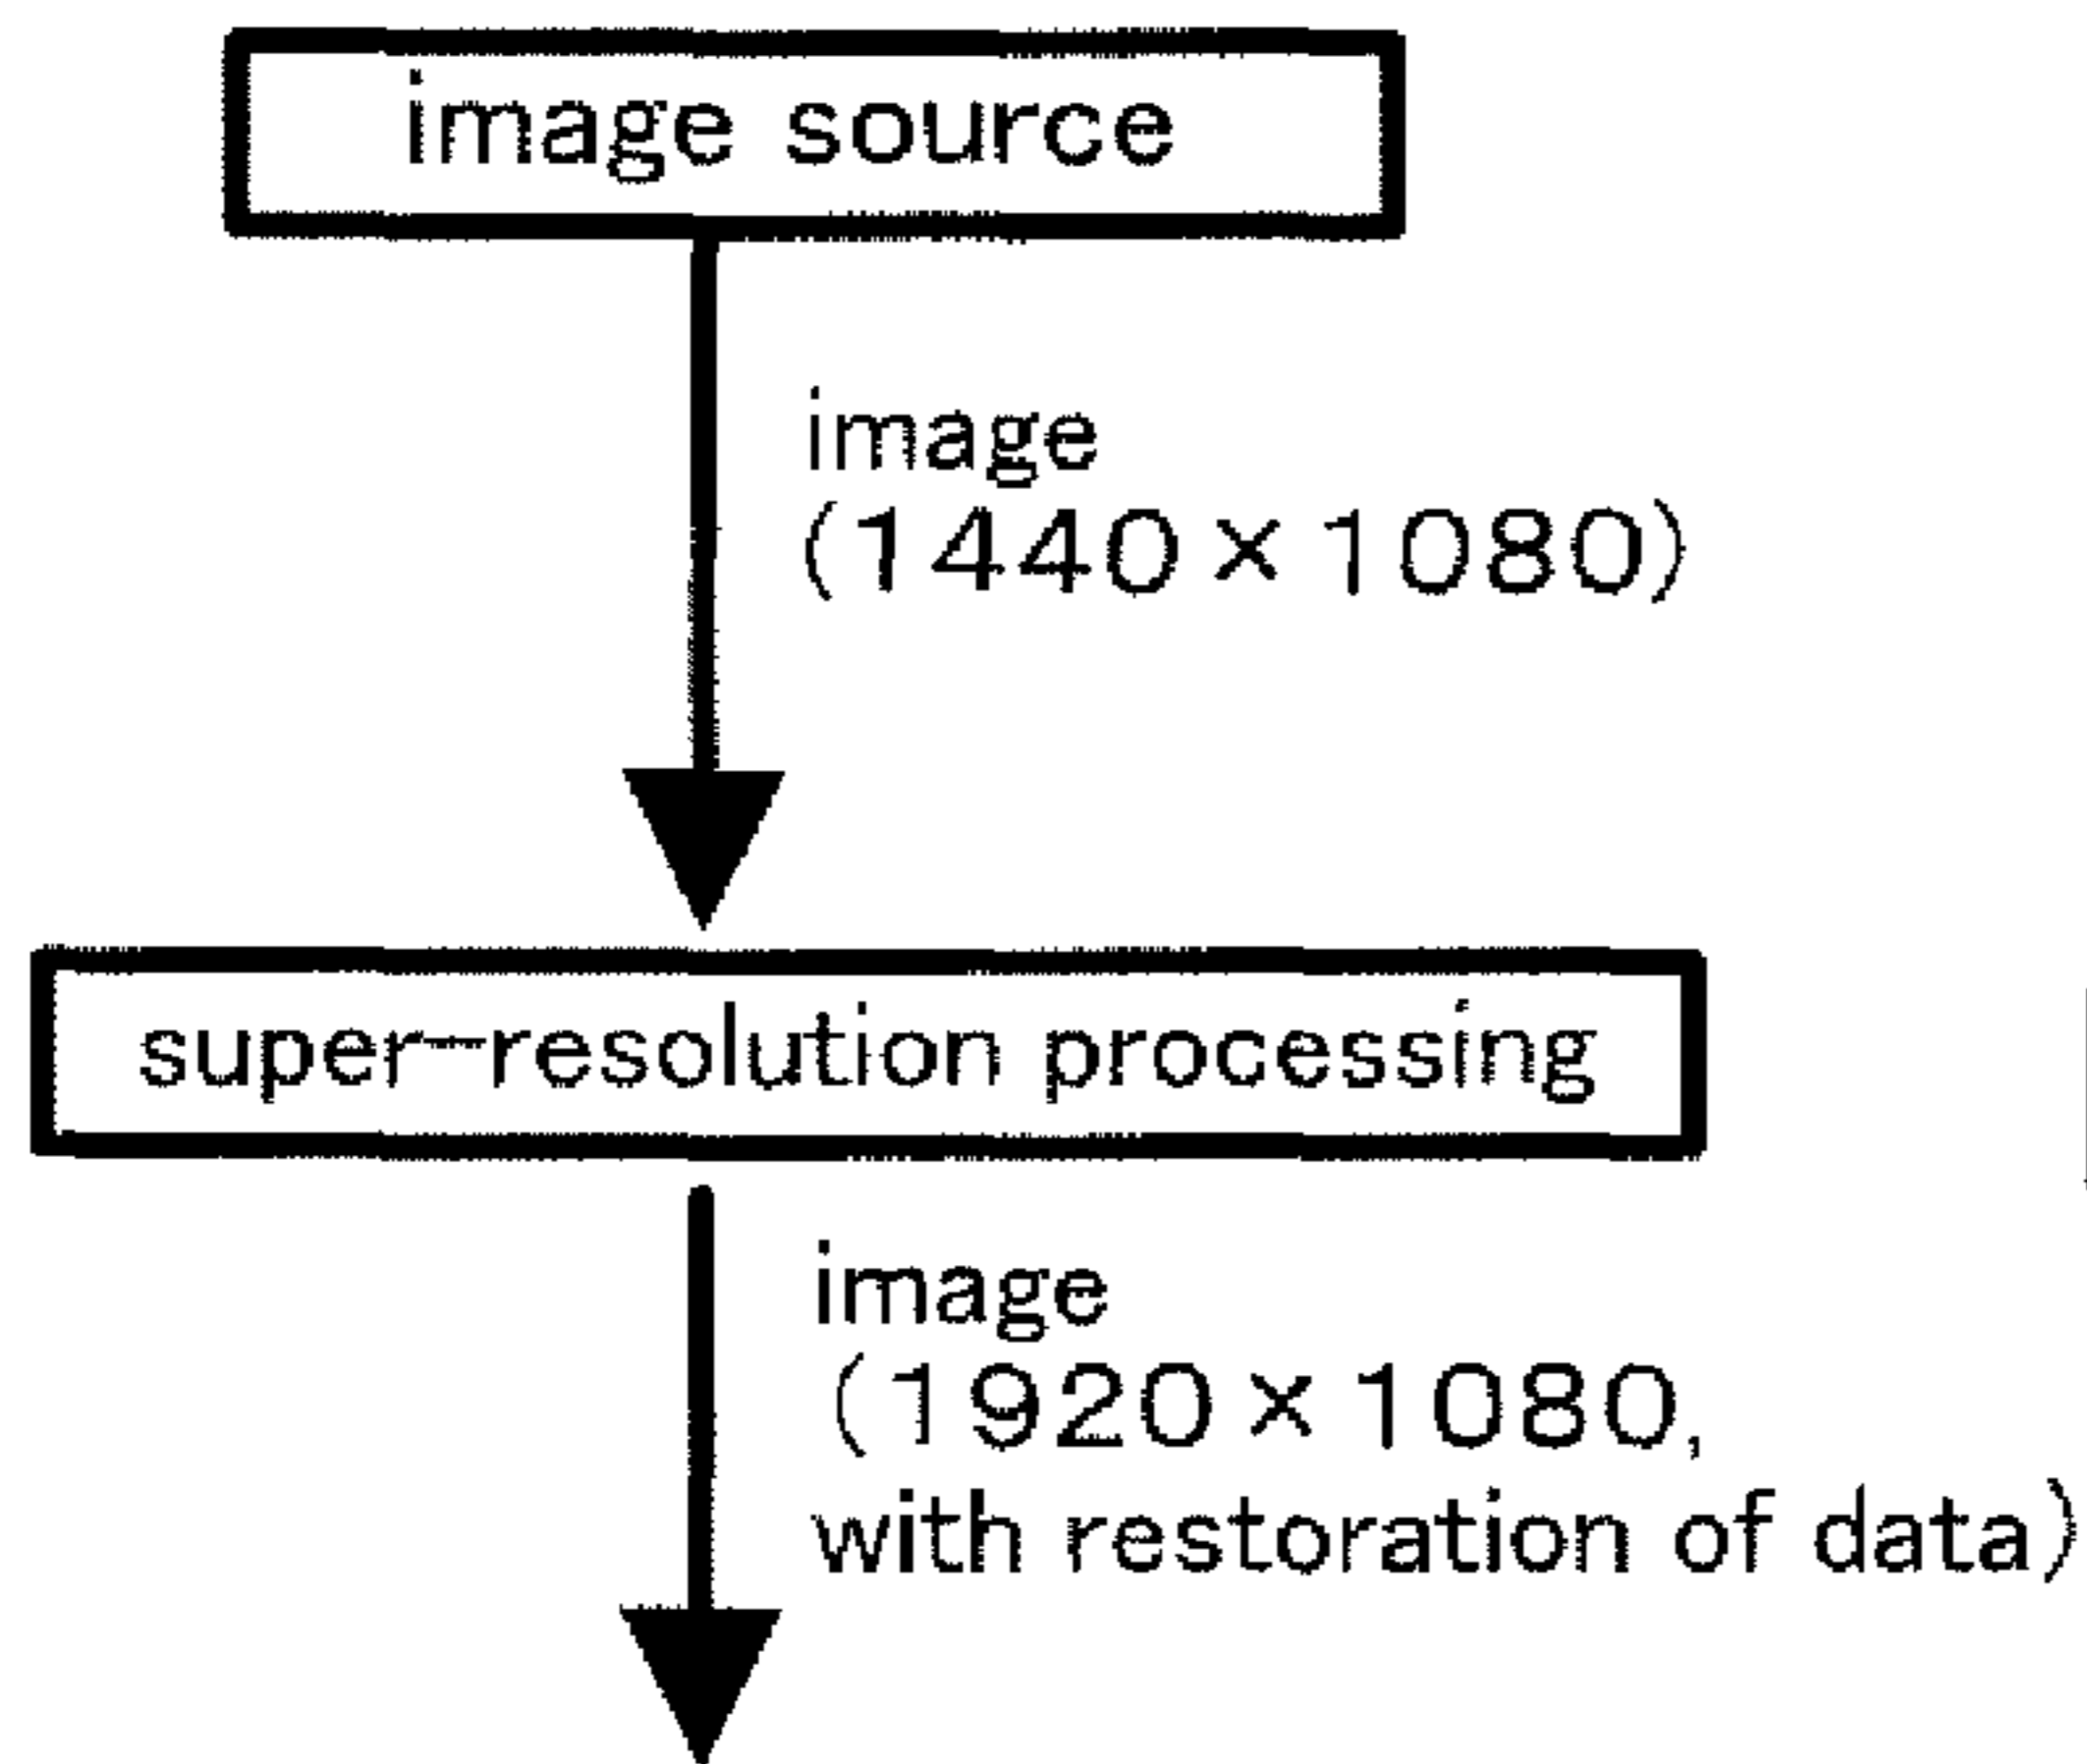 image source
image
(1440×1080)
super-resolution processing
image
(1920×1080,
with restoration of data)